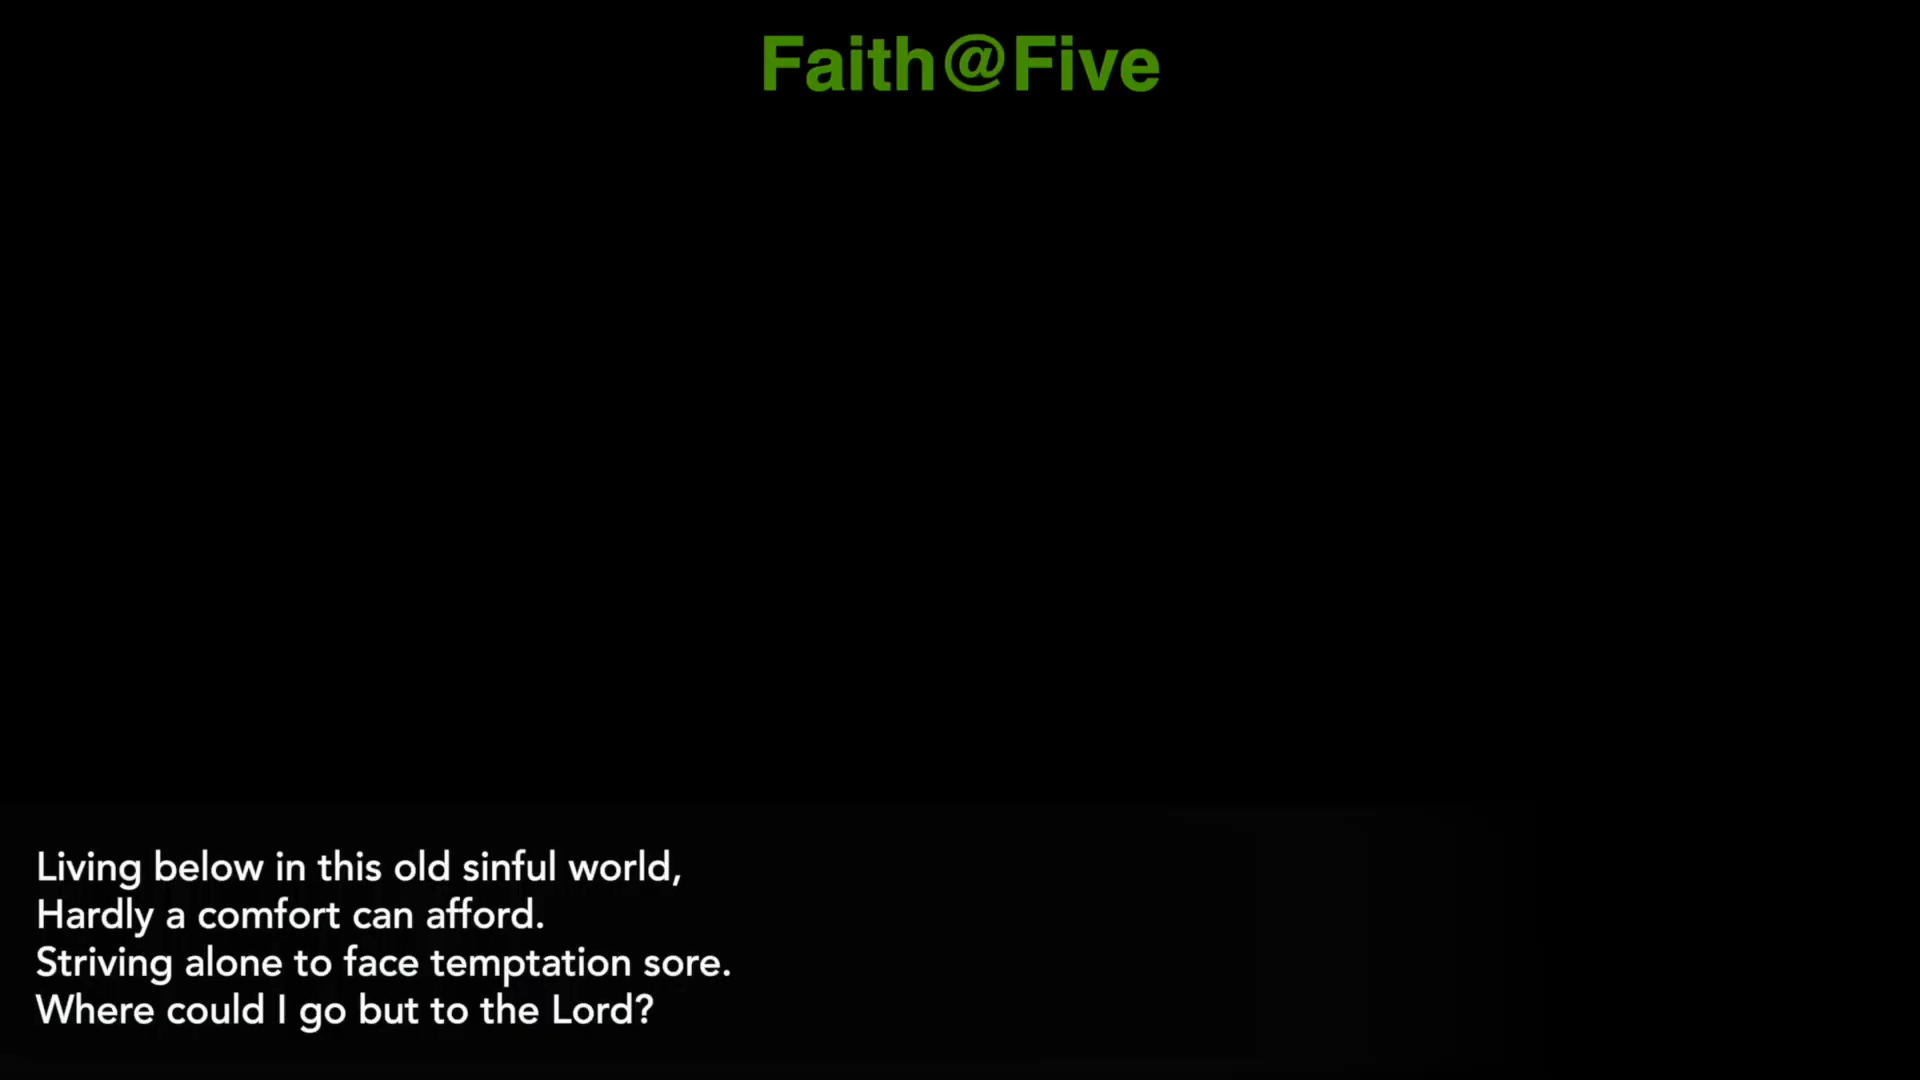 Faith@Five
Living below in this old sinful world,
Hardly a comfort can afford.
Striving alone to face temptation sore.
Where could I go but to the Lord?